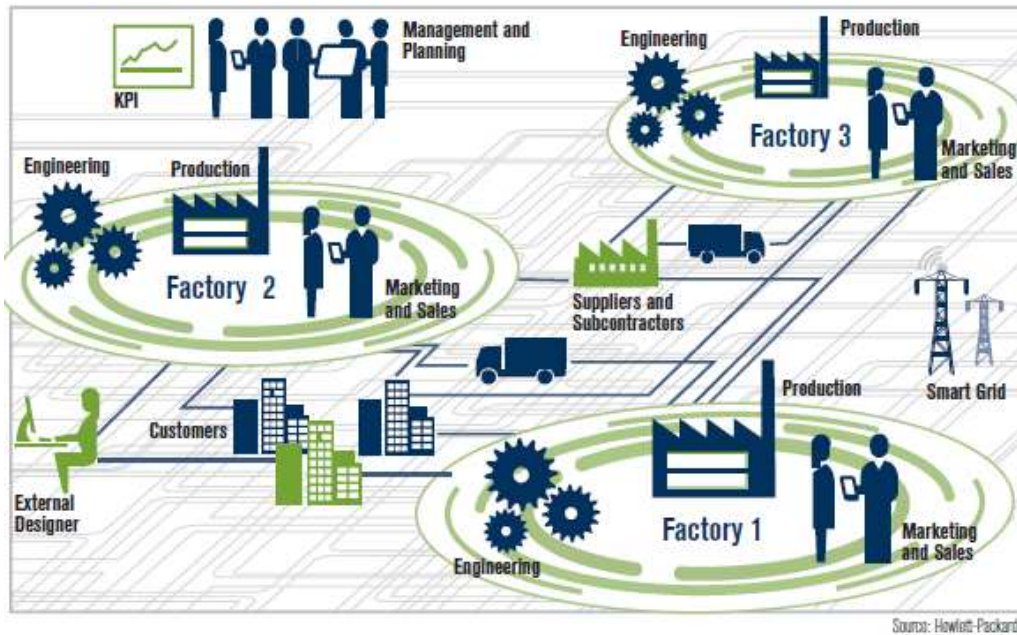 Management and
Planning
KPI
Engineering
Production
Factory 3
Marketing
and Sales
Engineering
Production
Factory 2
Marketing
and Sales
Suppliers and
Subcontractors
Smart Grid
Customers
External
Designer
Production
Factory 1
Engineering
Marketing
and Sales
Source: Hewlett-Packard